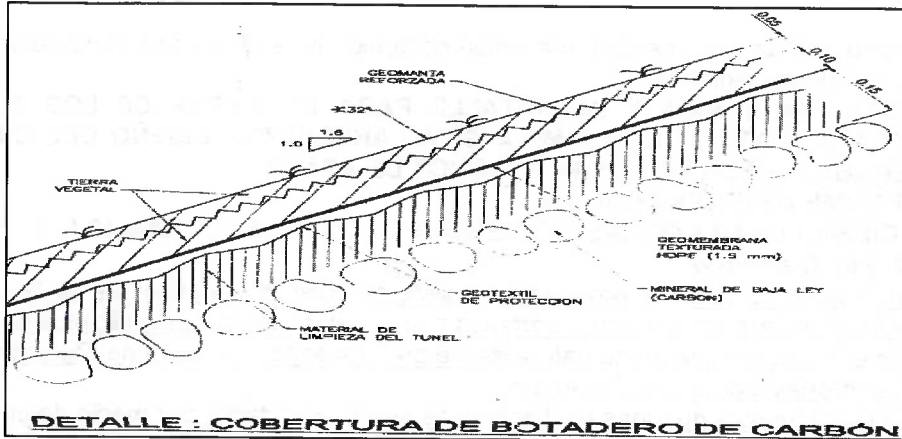 0.05
0.10
0.15
GEOMANTA
REFORZADA
>32°
1.6
1.0
TIERRA
VEGETAL
GEOMEMBRANA
TEXTURADA
HDPE (1.5 mm)
GEOTEXTIL
DE PROTECCION
MINERAL DE BAJA LEY
(CARBON)
MATERIAL DE
LIMPIEZA DEL TUNEL
DETALLE : COBERTURA DE BOTADERO DE CARBÓN